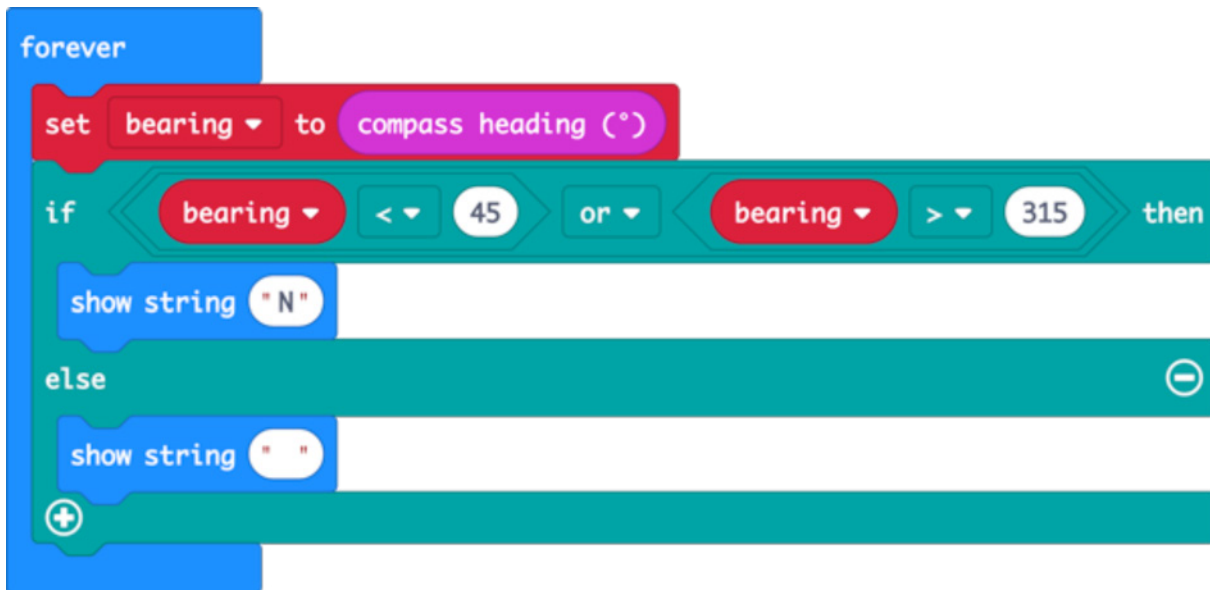 forever
set bearing to compass heading (°)
if bearing < 45 or bearing > 315 then
show string "N"
else
show string " "